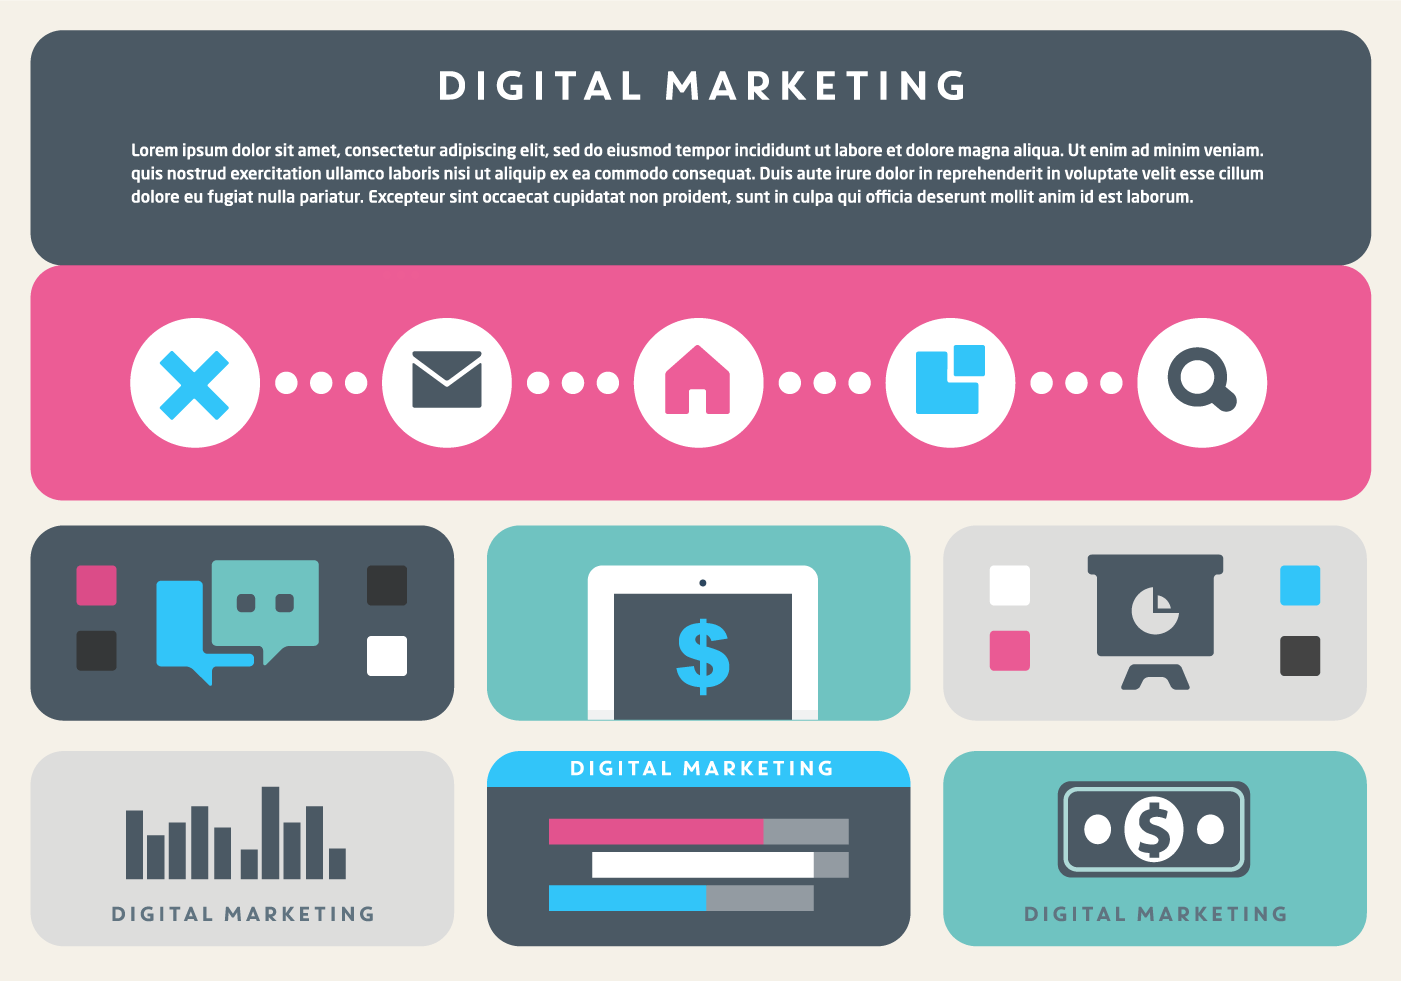 DIGITAL MARKETING
Lorem ipsum dolor sit amet, consectetur adipiscing elit, sed do eiusmod tempor incididunt ut labore et dolore magna aliqua. Ut enim ad minim veniam.
quis nostrud exercitation ullamco laboris nisi ut aliquip ex ea commodo consequat. Duis aute irure dolor in reprehenderit in voluptate velit esse cillum
dolore eu fugiat nulla pariatur. Excepteur sint occaecat cupidatat non proident, sunt in culpa qui officia deserunt mollit anim id est laborum.
$
DIGITAL MARKETING
$
DIGITAL MARKETING
DIGITAL MARKETING